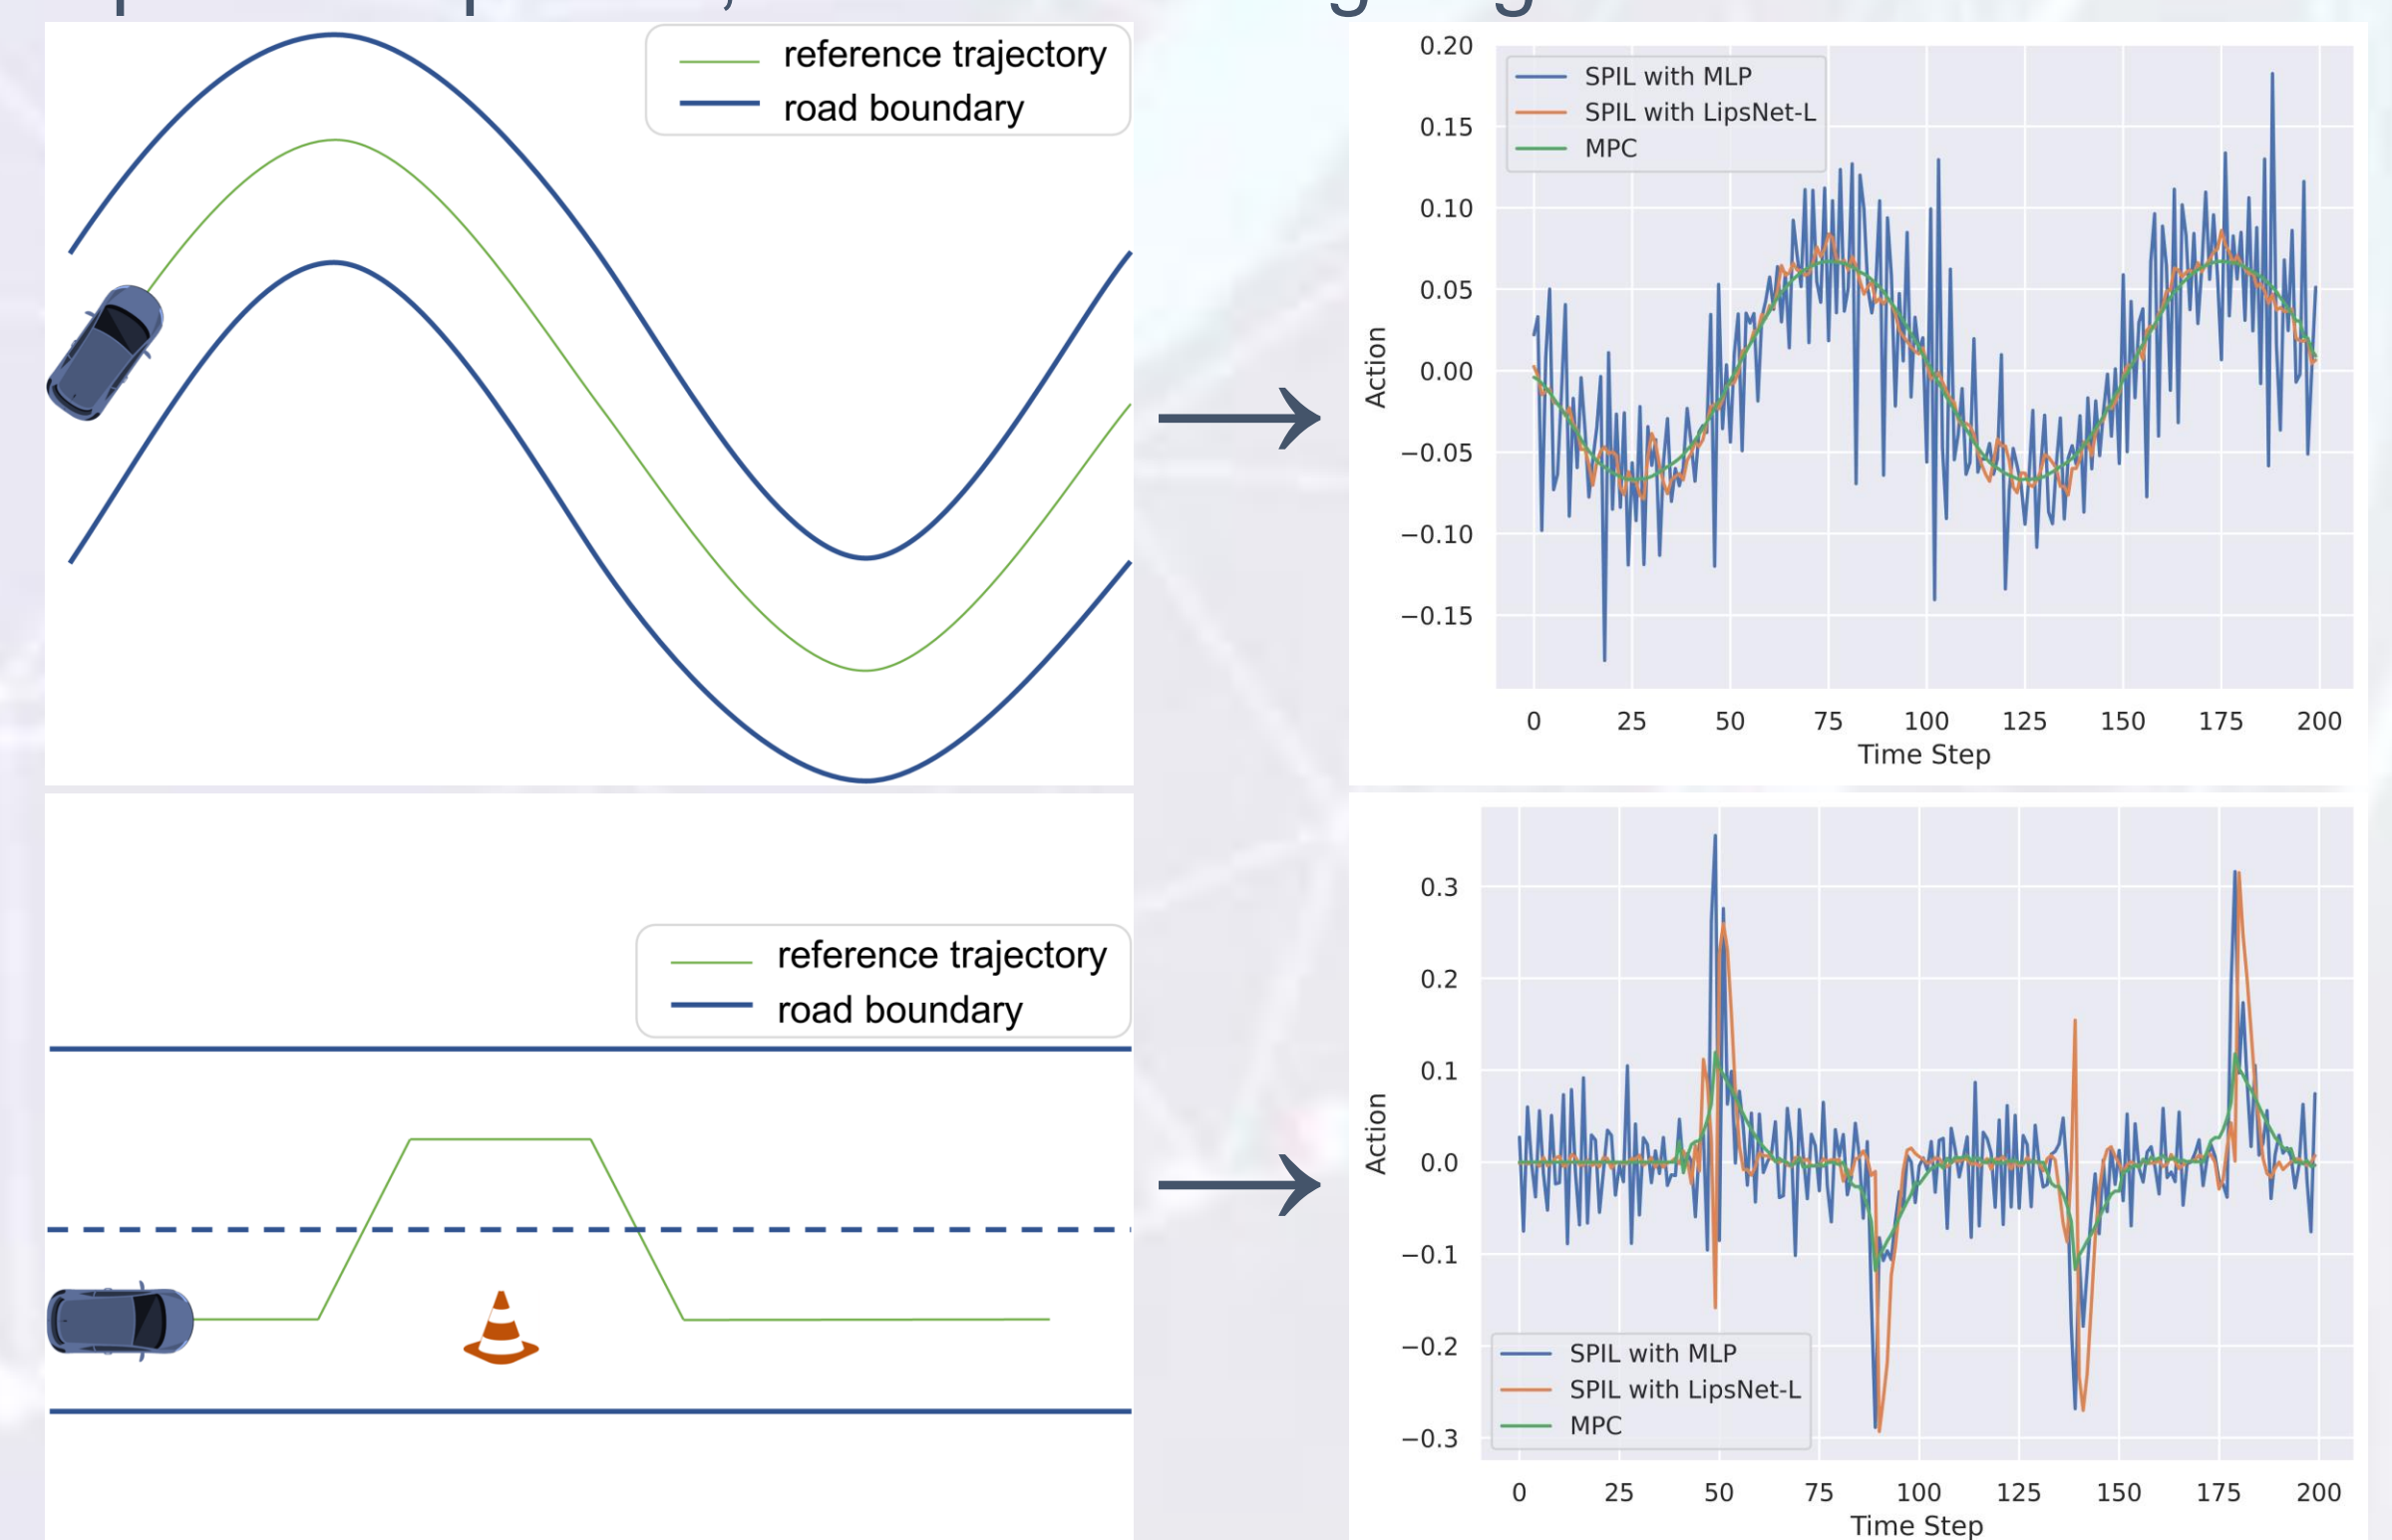 reference trajectory
road boundary
0.20
0.15
0.10
0.05
0.00
−0.05
−0.10
−0.15
Action
SPIL with MLP
SPIL with LipsNet-L
MPC
0 25 50 75 100 125 150 175 200
Time Step
reference trajectory
road boundary
0.3
0.2
0.1
0.0
−0.1
−0.2
−0.3
Action
SPIL with MLP
SPIL with LipsNet-L
MPC
0 25 50 75 100 125 150 175 200
Time Step